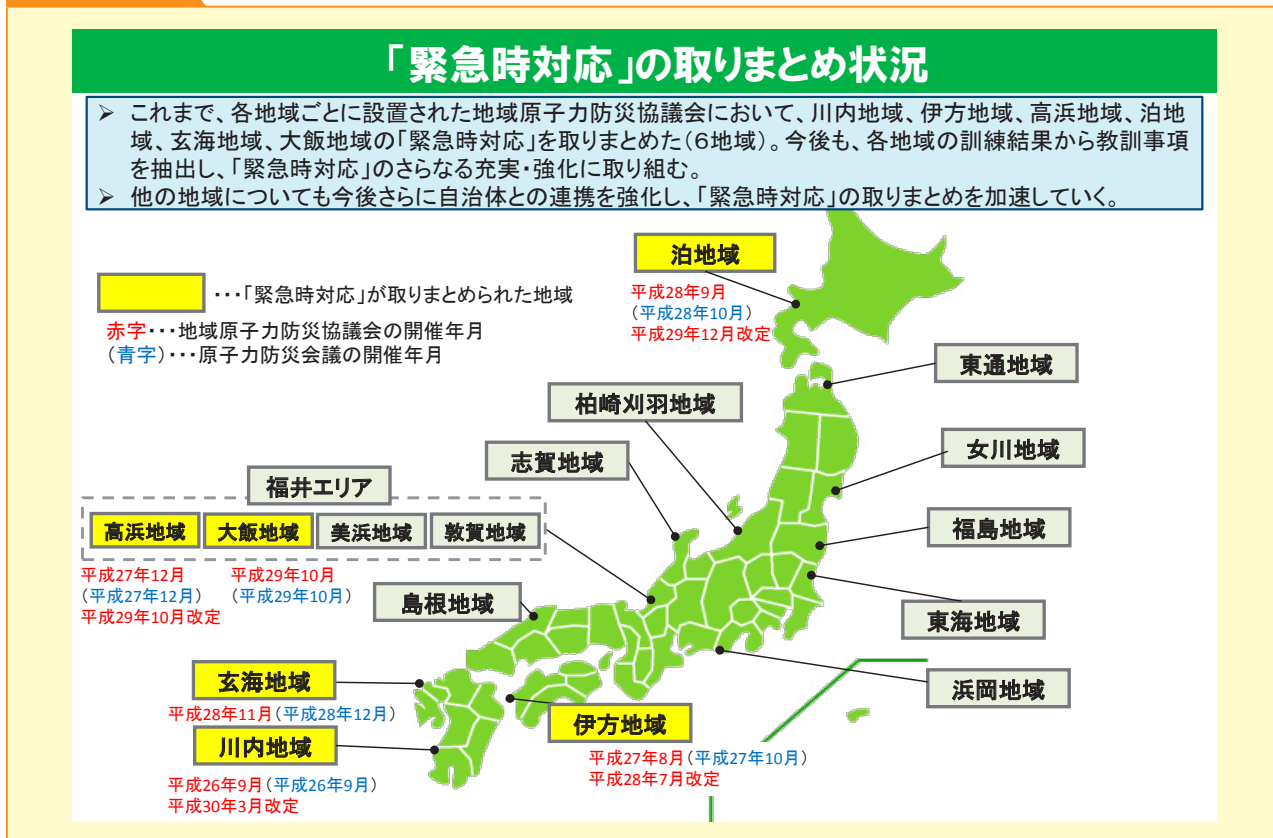 「緊急時対応」の取りまとめ状況
➢ これまで、各地域ごとに設置された地域原子力防災協議会において、川内地域、伊方地域、高浜地域、泊地
域、玄海地域、大飯地域の「緊急時対応」を取りまとめた（6地域）。今後も、各地域の訓練結果から教訓事項
を抽出し、「緊急時対応」のさらなる充実・強化に取り組む。
➢ 他の地域についても今後さらに自治体との連携を強化し、「緊急時対応」の取りまとめを加速していく。
・・・「緊急時対応」が取りまとめられた地域
赤字・・・地域原子力防災協議会の開催年月
（青字）・・・原子力防災会議の開催年月
泊地域
平成28年9月
（平成28年10月）
平成29年12月改定
東通地域
柏崎刈羽地域
女川地域
志賀地域
福井エリア
高浜地域 大飯地域 美浜地域 敦賀地域
平成27年12月
（平成27年12月）
平成29年10月改定
平成29年10月
（平成29年10月）
福島地域
島根地域
東海地域
浜岡地域
玄海地域
平成28年11月（平成28年12月）
伊方地域
平成27年8月（平成27年10月）
平成28年7月改定
川内地域
平成26年9月（平成26年9月）
平成30年3月改定